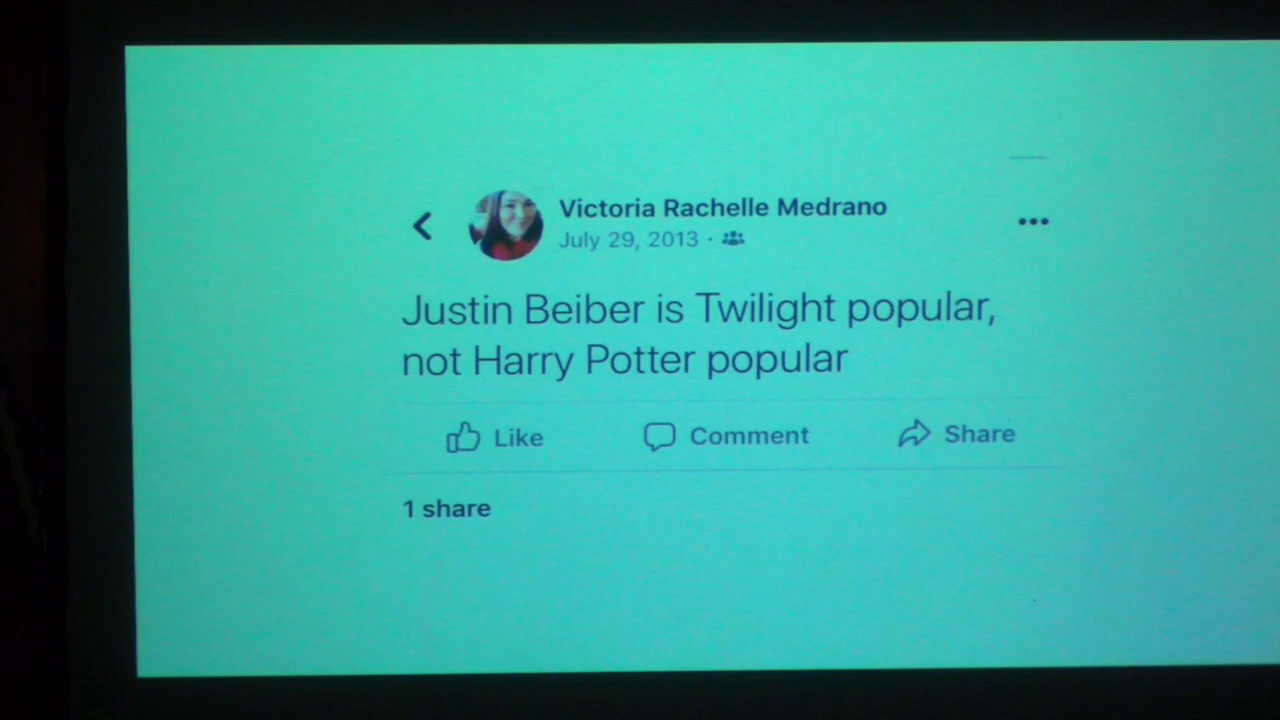 Victoria Rachelle Medrano
July 29, 2013 ·
Justin Beiber is Twilight popular,
not Harry Potter popular
Like Comment Share
1 share